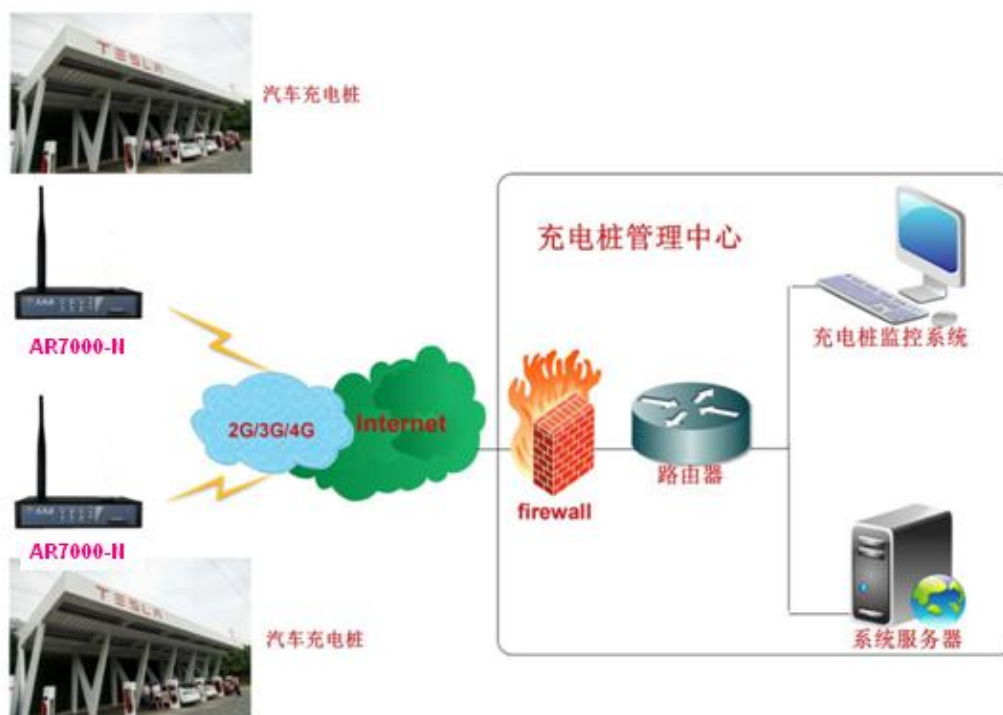 TESLA
汽车充电桩
AR7000-H
充电桩管理中心
充电桩监控系统
2G/3G/4G
Internet
firewall
路由器
AR7000-H
TESLA
汽车充电桩
系统服务器